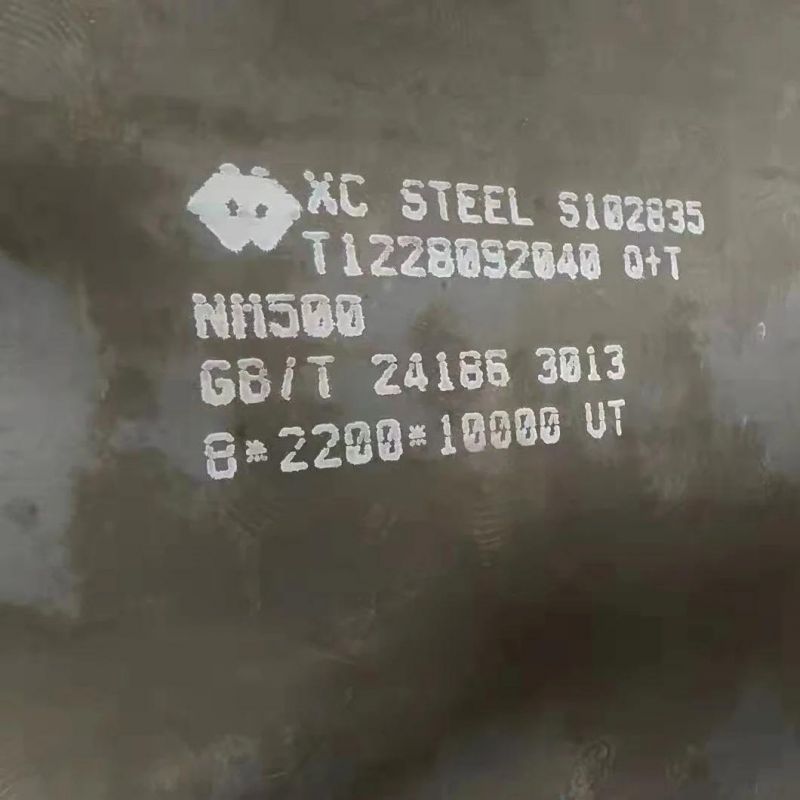 XC STEEL S102835
T1228092040 Q+T
NM500
GB/T 24186 3013
8*2200*10000 UT